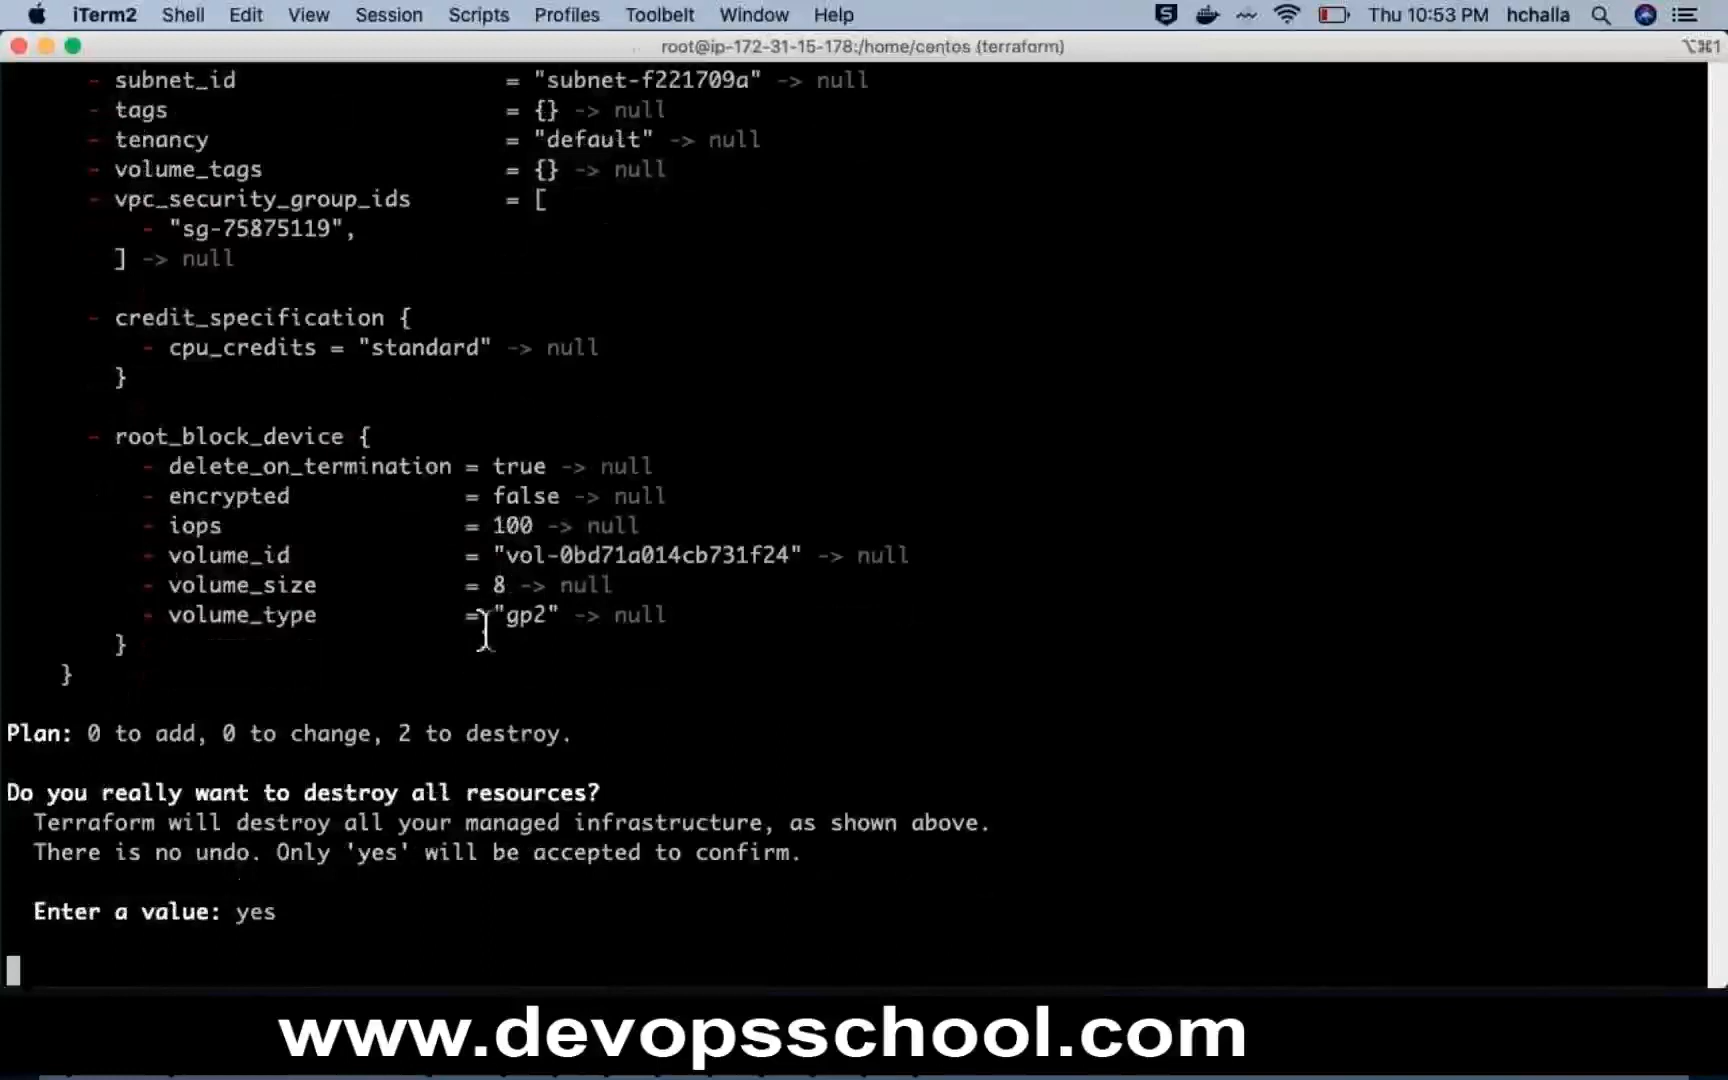 iTerm2 Shell Edit View Session Scripts Profiles Toolbelt Window Help Thu 10:53 PM hchalla
root@ip-172-31-15-178:/home/centos (terraform) ⌥⌘1
- subnet_id = "subnet-f221709a" -> null
- tags = {} -> null
- tenancy = "default" -> null
- volume_tags = {} -> null
- vpc_security_group_ids = [
- "sg-75875119",
] -> null
- credit_specification {
- cpu_credits = "standard" -> null
}
- root_block_device {
- delete_on_termination = true -> null
- encrypted = false -> null
- iops = 100 -> null
- volume_id = "vol-0bd71a014cb731f24" -> null
- volume_size = 8 -> null
- volume_type = "gp2" -> null
}
}
Plan: 0 to add, 0 to change, 2 to destroy.
Do you really want to destroy all resources?
Terraform will destroy all your managed infrastructure, as shown above.
There is no undo. Only 'yes' will be accepted to confirm.
Enter a value: yes
www.devopsschool.com